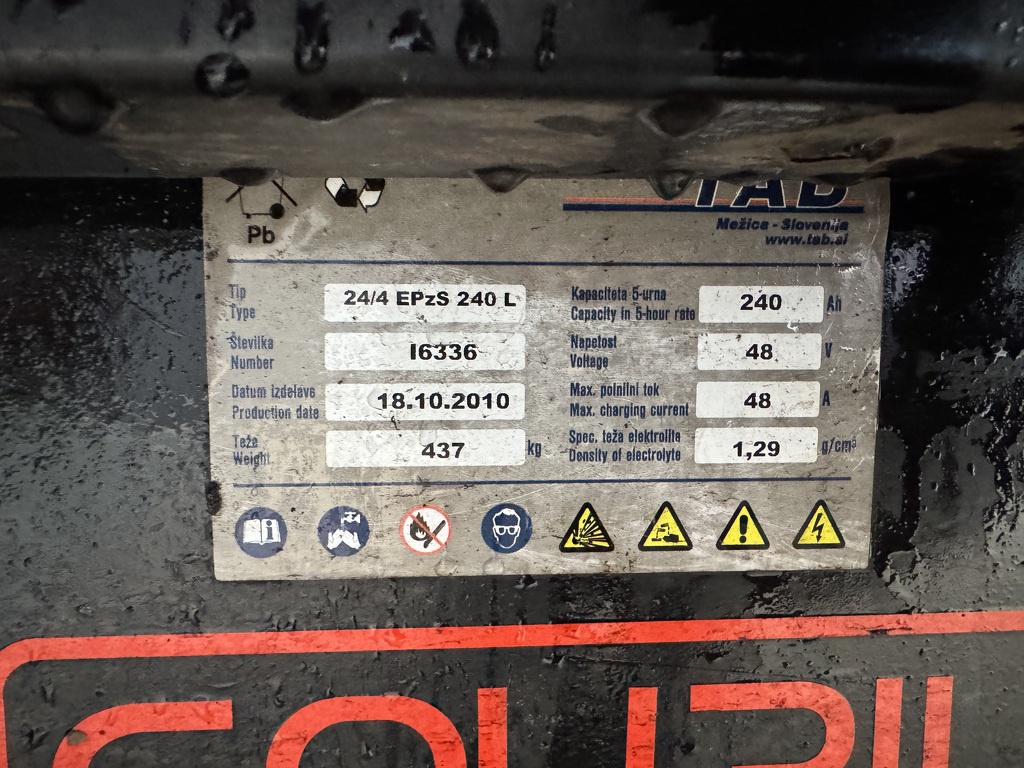 TAB
Mežica - Slovenija
www.tab.si
Pb
Tip
Type
24/4 EPzS 240 L
Kapaciteta 5-urna
Capacity in 5-hour rate
240 Ah
Številka
Number
I6336
Napetost
Voltage
48 V
Datum izdelave
Production date
18.10.2010
Max. polnilni tok
Max. charging current
48 A
Teža
Weight
437 kg
Spec. teža elektrolita
Density of electrolyte
1,29 g/cm³